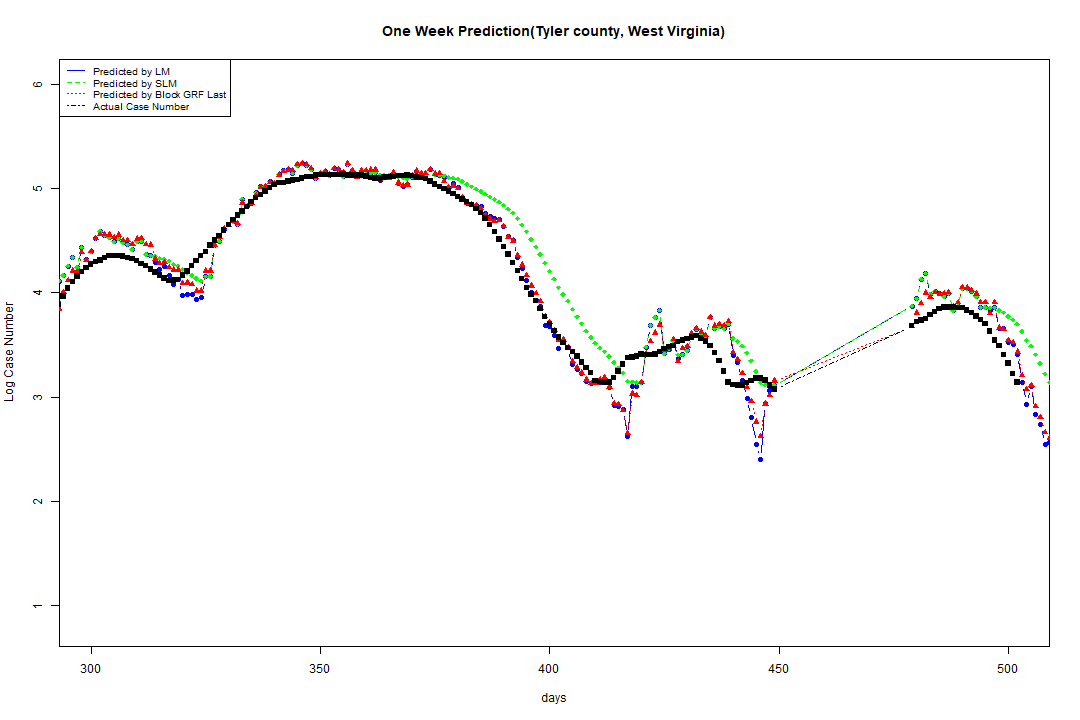 One Week Prediction(Tyler county, West Virginia)
Predicted by LM
Predicted by SLM
Predicted by Block GRF Last
Actual Case Number
Log Case Number
6
5
4
3
2
1
300 350 400 450 500
days